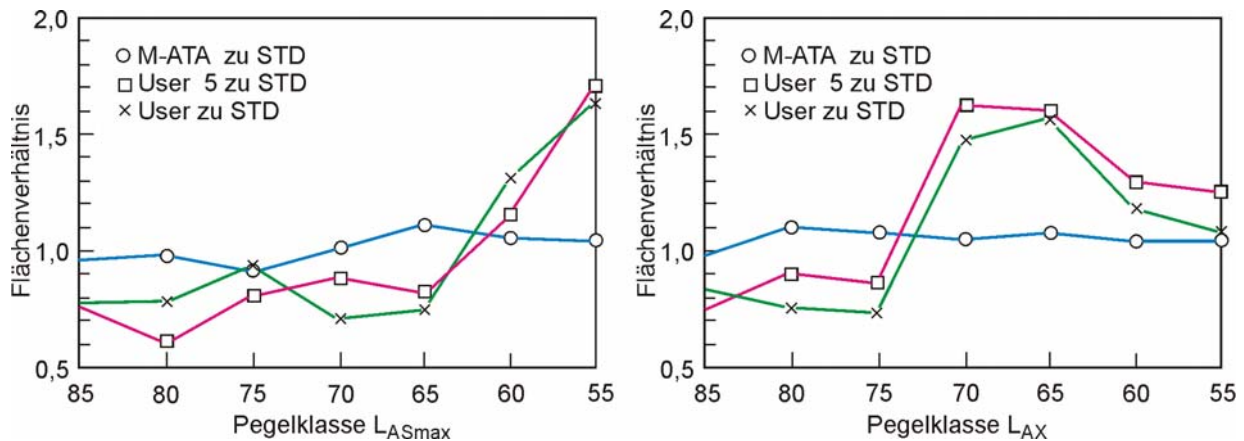 2,0
M-ATA zu STD
User 5 zu STD
User zu STD
1,5
1,0
0,5
Flächenverhältnis
85 80 75 70 65 60 55
Pegelklasse LASmax
2,0
M-ATA zu STD
User 5 zu STD
User zu STD
1,5
1,0
0,5
Flächenverhältnis
85 80 75 70 65 60 55
Pegelklasse LAX